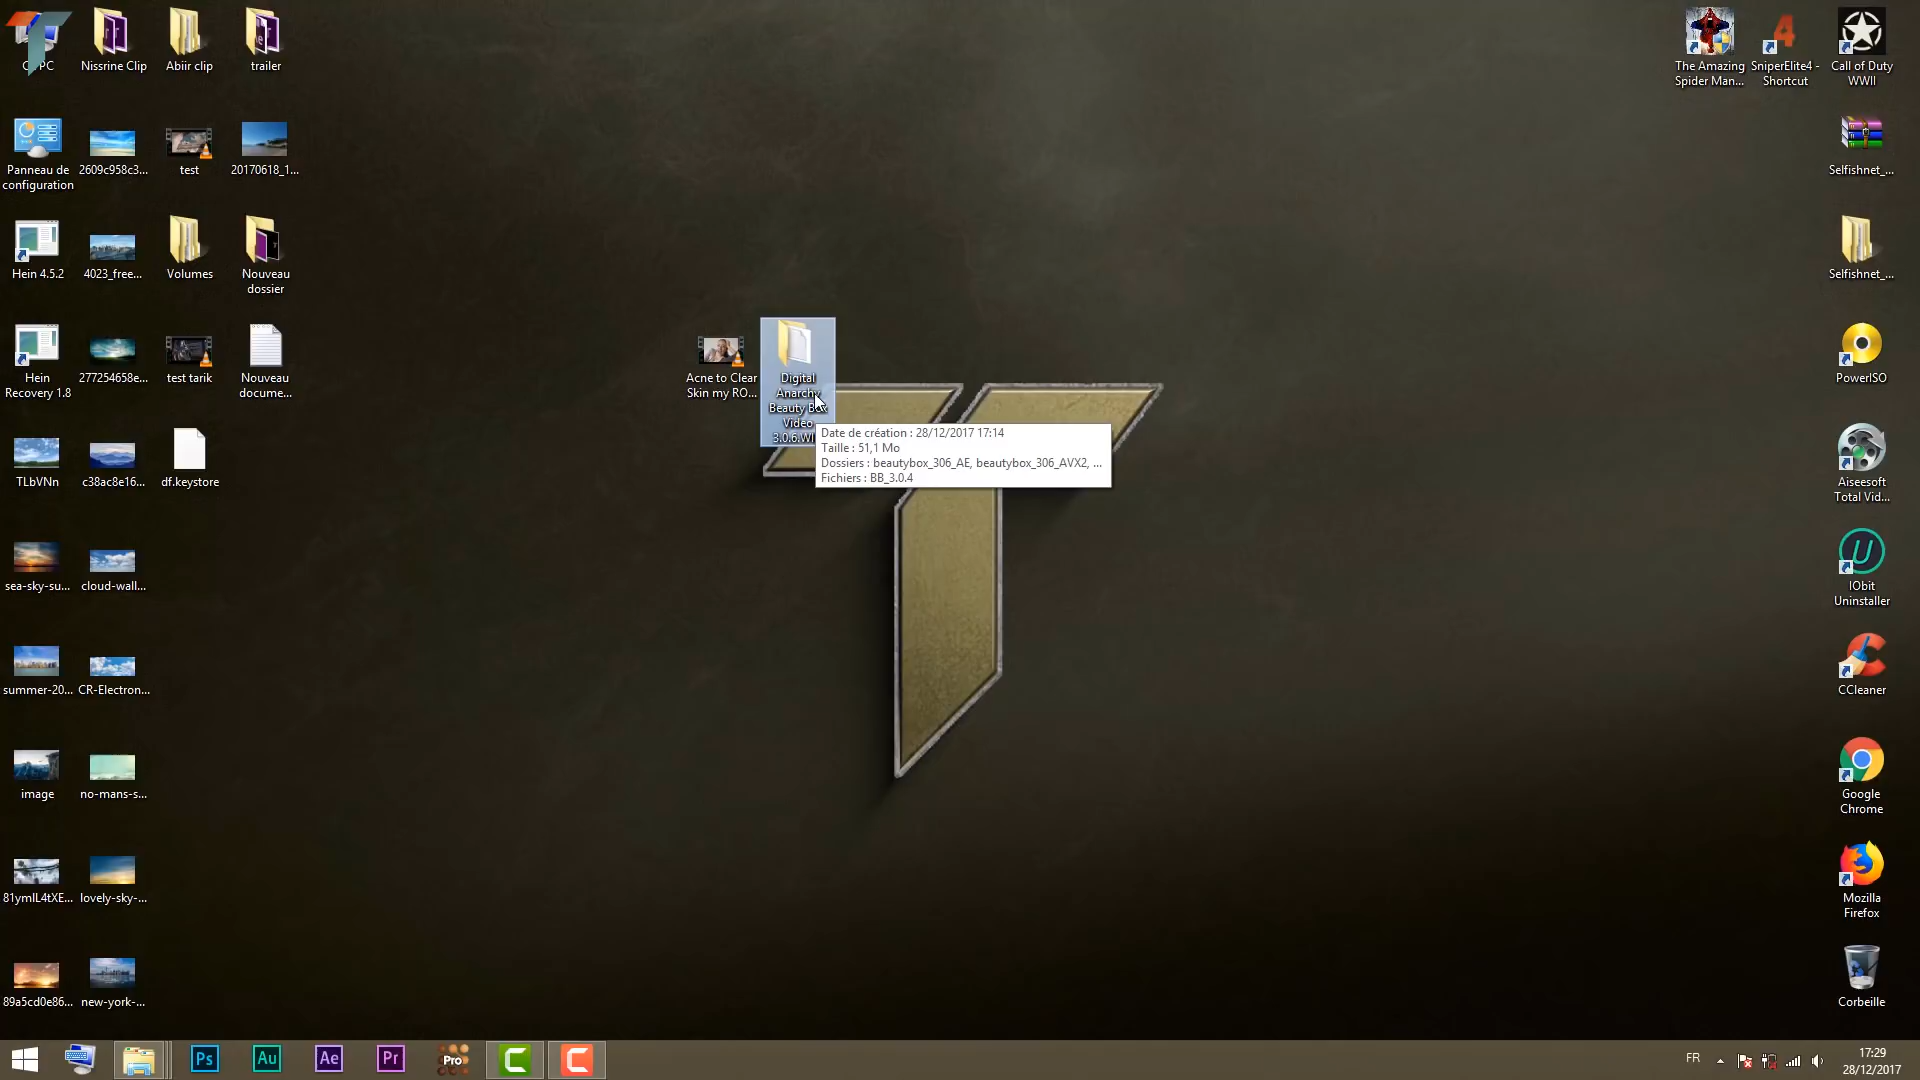 PC
Nissrine Clip
Abiir clip
trailer
The Amazing
Spider Man...
SniperElite4 -
Shortcut
Call of Duty
WWII
Panneau de
configuration
2609c958c3...
test
20170618_1...
Selfishnet_...
Hein 4.5.2
4023_free...
Volumes
Nouveau
dossier
Selfishnet_...
Hein
Recovery 1.8
277254658e...
test tarik
Nouveau
docume...
Acne to Clear
Skin my RO...
Digital
Anarchy
Beauty Box
Video
3.0.6.WI
PowerISO
Date de création : 28/12/2017 17:14
Taille : 51,1 Mo
Dossiers : beautybox_306_AE, beautybox_306_AVX2, ...
Fichiers : BB_3.0.4
TLbVNn
c38ac8e16...
df.keystore
Aiseesoft
Total Vid...
sea-sky-su...
cloud-wall...
IObit
Uninstaller
summer-20...
CR-Electron...
CCleaner
image
no-mans-s...
Google
Chrome
81ymlL4tXE...
lovely-sky-...
Mozilla
Firefox
89a5cd0e86...
new-york-...
Corbeille
Ps
Au
Ae
Pr
Pro
FR
17:29
28/12/2017